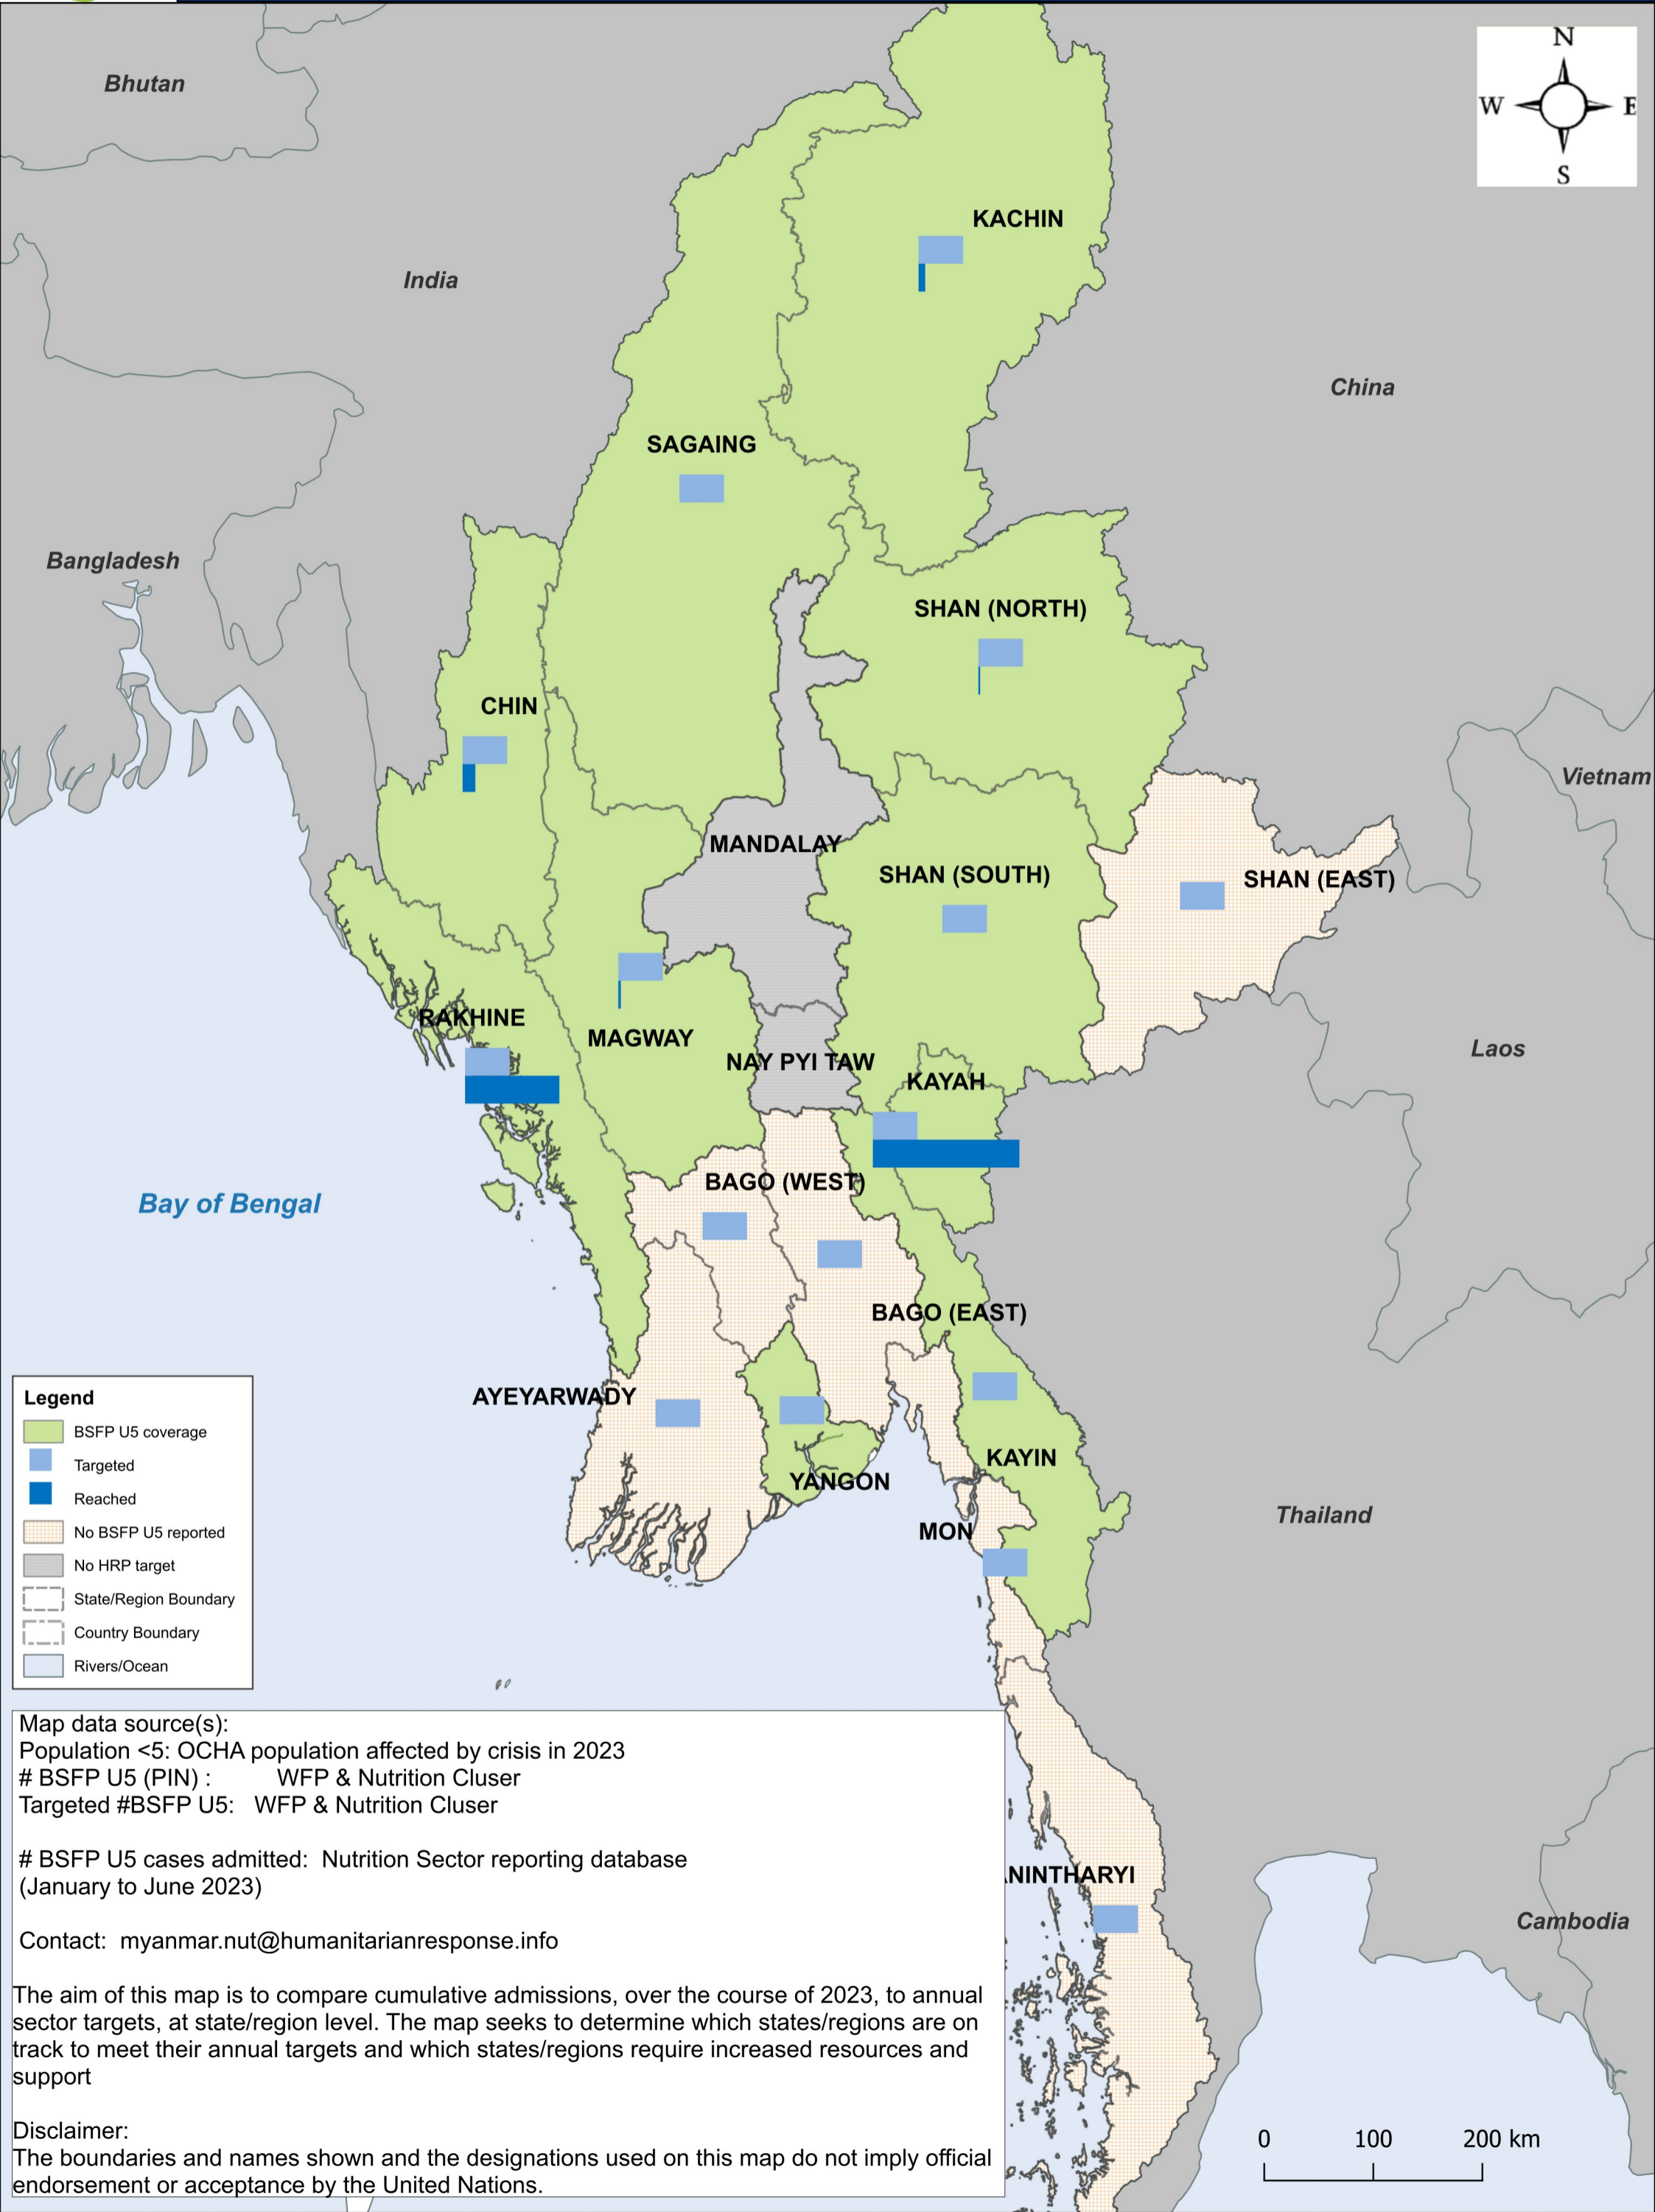 N
W
E
S
Bhutan
India
China
Bangladesh
Vietnam
Laos
Thailand
Cambodia
Bay of Bengal
KACHIN
SAGAING
SHAN (NORTH)
CHIN
MANDALAY
SHAN (SOUTH)
SHAN (EAST)
RAKHINE
MAGWAY
NAY PYI TAW
KAYAH
BAGO (WEST)
BAGO (EAST)
AYEYARWADY
YANGON
KAYIN
MON
NINTHARYI
Legend
BSFP U5 coverage
Targeted
Reached
No BSFP U5 reported
No HRP target
State/Region Boundary
Country Boundary
Rivers/Ocean
Map data source(s):
Population <5: OCHA population affected by crisis in 2023
# BSFP U5 (PIN) : WFP & Nutrition Cluser
Targeted #BSFP U5: WFP & Nutrition Cluser
# BSFP U5 cases admitted: Nutrition Sector reporting database
(January to June 2023)
Contact: myanmar.nut@humanitarianresponse.info
The aim of this map is to compare cumulative admissions, over the course of 2023, to annual
sector targets, at state/region level. The map seeks to determine which states/regions are on
track to meet their annual targets and which states/regions require increased resources and
support
Disclaimer:
The boundaries and names shown and the designations used on this map do not imply official
endorsement or acceptance by the United Nations.
0 100 200 km